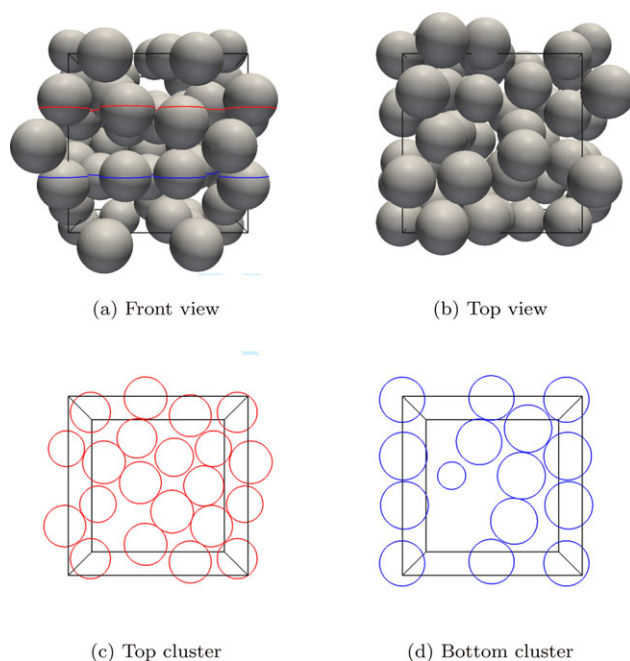 (a) Front view
(b) Top view
(c) Top cluster
(d) Bottom cluster